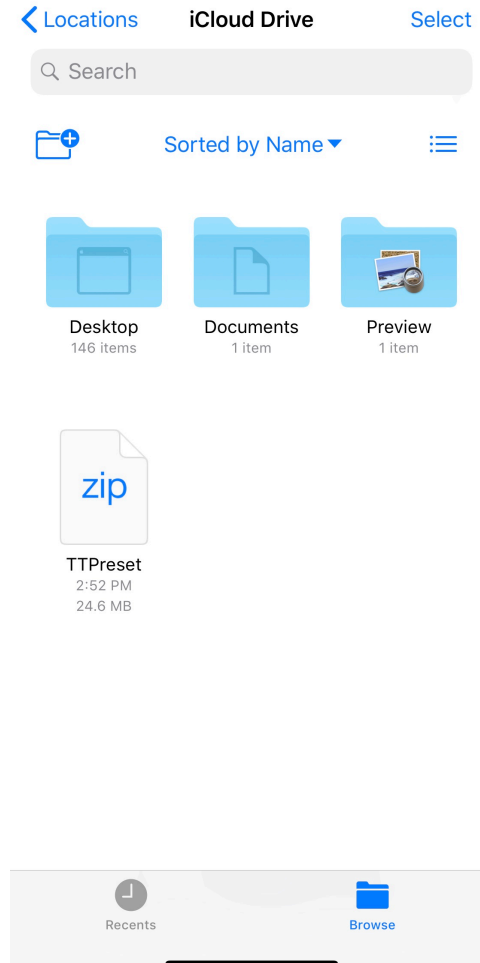 Locations
iCloud Drive
Select
Search
Sorted by Name
Desktop
146 items
Documents
1 item
Preview
1 item
zip
TTPreset
2:52 PM
24.6 MB
Recents
Browse